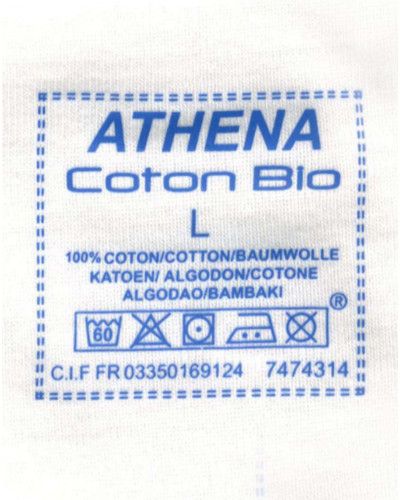 ATHENA
Coton Bio
L
100% COTON/COTTON/BAUMWOLLE
KATOEN/ ALGODON/COTONE
ALGODAO/BAMBAKI
®
60
C.I.F FR 03350169124 7474314